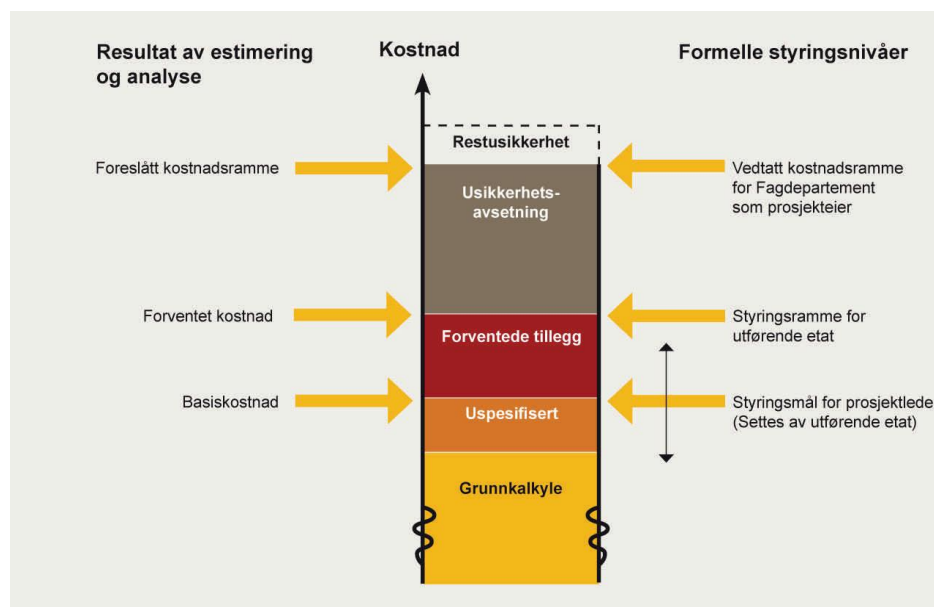 Resultat av estimering
og analyse
Kostnad
Formelle styringsnivåer
Restusikkerhet
Foreslått kostnadsramme
Vedtatt kostnadsramme
for Fagdepartement
som prosjekteier
Usikkerhets-
avsetning
Forventet kostnad
Styringsramme for
utførende etat
Forventede tillegg
Basiskostnad
Styringsmål for prosjektlede
(Settes av utførende etat)
Uspesifisert
Grunnkalkyle